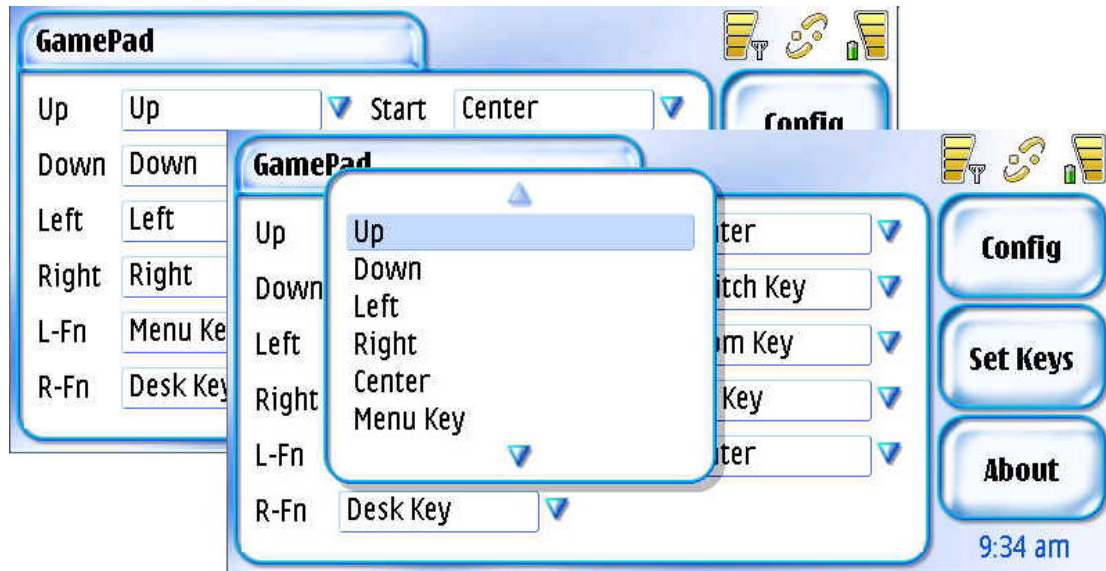 GamePad
Up Up Start Center
Config
Down Down
Left Left
Right Right
L-Fn Menu Ke
R-Fn Desk Key
GamePad
Up
Down
Left
Right
Center
Menu Key
Up ter
Down itch Key
Left om Key
Right Key
L-Fn ter
R-Fn Desk Key
Config
Set Keys
About
9:34 am